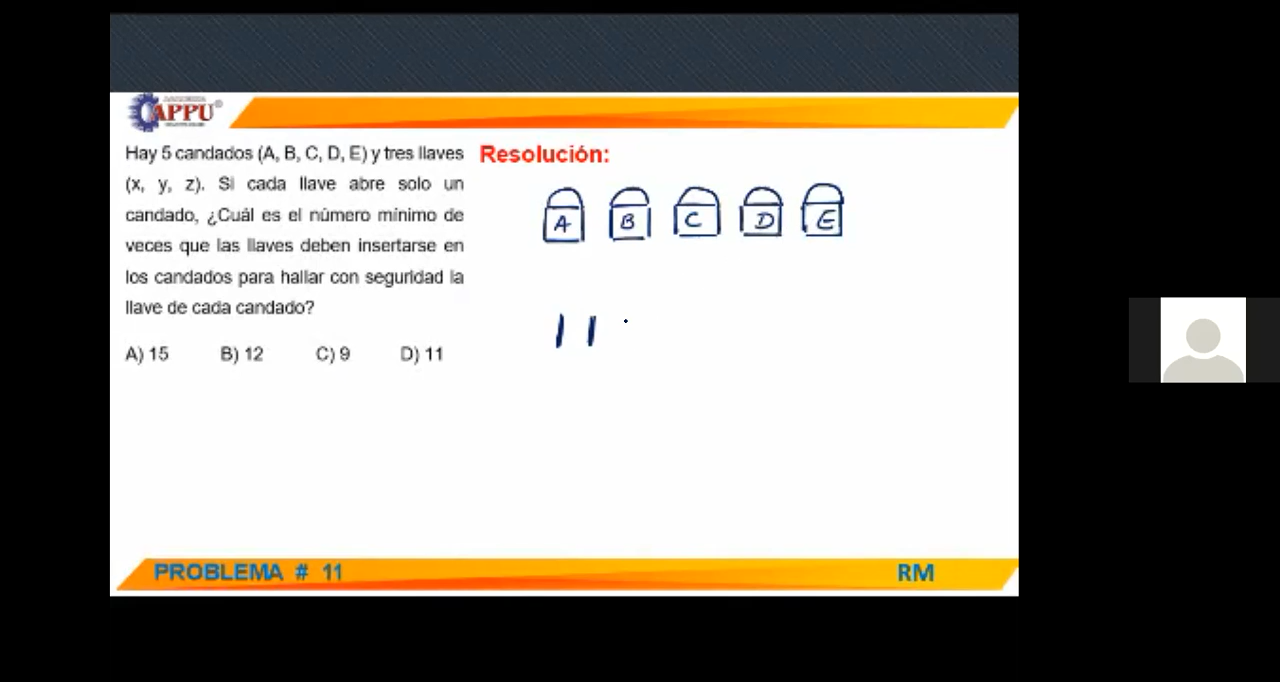 APPU
Hay 5 candados (A, B, C, D, E) y tres llaves
(x, y, z). Si cada llave abre solo un
candado, ¿Cuál es el número mínimo de
veces que las llaves deben insertarse en
los candados para hallar con seguridad la
llave de cada candado?
A) 15 B) 12 C) 9 D) 11
Resolución:
A B C D E
PROBLEMA # 11
RM